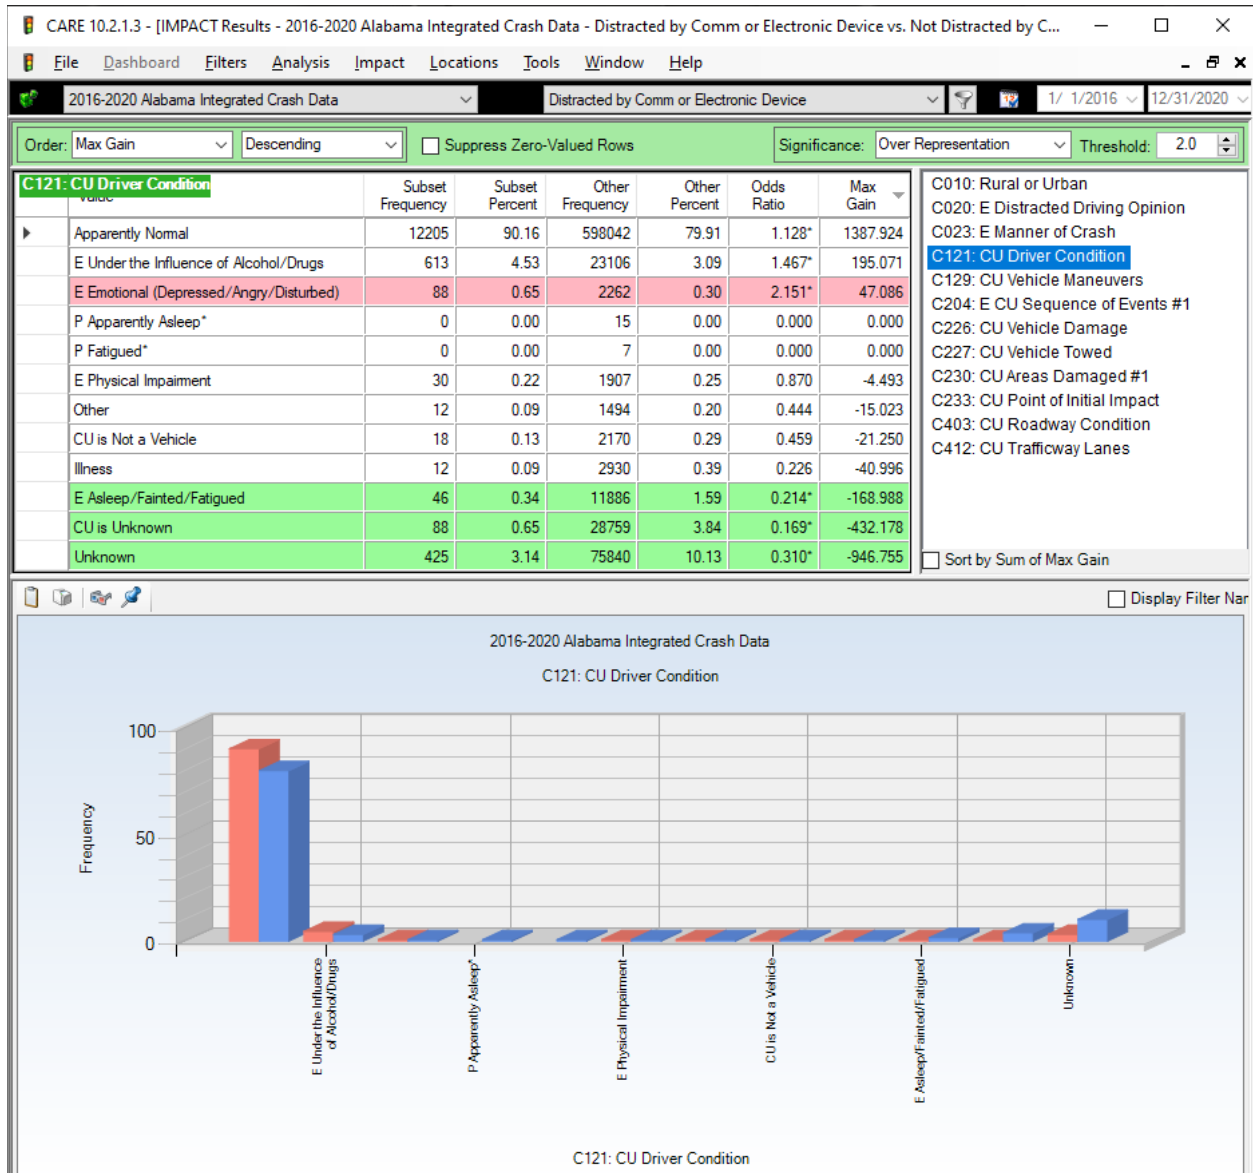 CARE 10.2.1.3 - [IMPACT Results - 2016-2020 Alabama Integrated Crash Data - Distracted by Comm or Electronic Device vs. Not Distracted by C...
File Dashboard Filters Analysis Impact Locations Tools Window Help
2016-2020 Alabama Integrated Crash Data Distracted by Comm or Electronic Device 1/ 1/2016 12/31/2020
Order: Max Gain Descending Suppress Zero-Valued Rows Significance: Over Representation Threshold: 2.0
C121: CU Driver Condition
Value Subset Frequency Subset Percent Other Frequency Other Percent Odds Ratio Max Gain
Apparently Normal 12205 90.16 598042 79.91 1.128* 1387.924
E Under the Influence of Alcohol/Drugs 613 4.53 23106 3.09 1.467* 195.071
E Emotional (Depressed/Angry/Disturbed) 88 0.65 2262 0.30 2.151* 47.086
P Apparently Asleep* 0 0.00 15 0.00 0.000 0.000
P Fatigued* 0 0.00 7 0.00 0.000 0.000
E Physical Impairment 30 0.22 1907 0.25 0.870 -4.493
Other 12 0.09 1494 0.20 0.444 -15.023
CU is Not a Vehicle 18 0.13 2170 0.29 0.459 -21.250
Illness 12 0.09 2930 0.39 0.226 -40.996
E Asleep/Fainted/Fatigued 46 0.34 11886 1.59 0.214* -168.988
CU is Unknown 88 0.65 28759 3.84 0.169* -432.178
Unknown 425 3.14 75840 10.13 0.310* -946.755
C010: Rural or Urban
C020: E Distracted Driving Opinion
C023: E Manner of Crash
C121: CU Driver Condition
C129: CU Vehicle Maneuvers
C204: E CU Sequence of Events #1
C226: CU Vehicle Damage
C227: CU Vehicle Towed
C230: CU Areas Damaged #1
C233: CU Point of Initial Impact
C403: CU Roadway Condition
C412: CU Trafficway Lanes
Sort by Sum of Max Gain
Display Filter Nar
2016-2020 Alabama Integrated Crash Data
C121: CU Driver Condition
100
50
0
Frequency
E Under the Influence
of Alcohol/Drugs
P Apparently Asleep*
E Physical Impairment
CU is Not a Vehicle
E Asleep/Fainted/Fatigued
Unknown
C121: CU Driver Condition